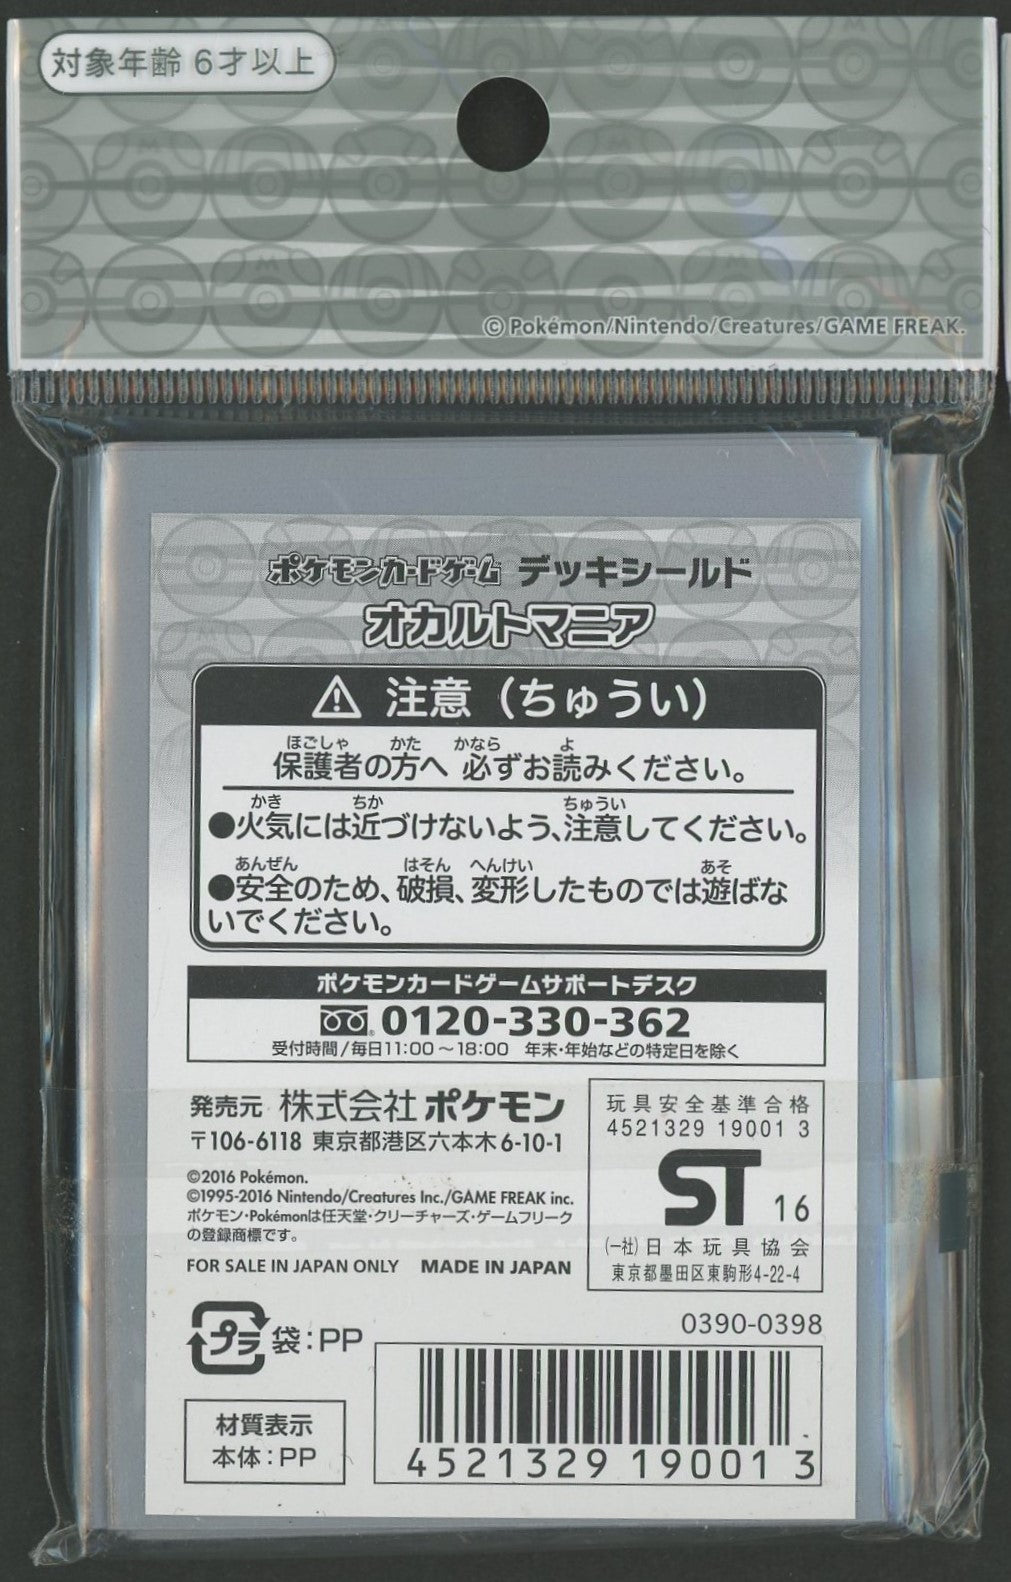 対象年齢 6才以上
© Pokémon/Nintendo/Creatures/GAME FREAK.
ポケモンカードゲーム デッキシールド
オカルトマニア
注意（ちゅうい）
ほごしゃ かた かなら よ
保護者の方へ 必ずお読みください。
かき ちか ちゅうい
●火気には近づけないよう、注意してください。
あんぜん はそん へんけい あそ
●安全のため、破損、変形したものでは遊ばな
いでください。
ポケモンカードゲームサポートデスク
0120-330-362
受付時間/毎日11:00～18:00 年末・年始などの特定日を除く
発売元 株式会社 ポケモン
〒106-6118 東京都港区六本木6-10-1
©2016 Pokémon.
©1995-2016 Nintendo/Creatures Inc./GAME FREAK inc.
ポケモン・Pokémonは任天堂・クリーチャーズ・ゲームフリーク
の登録商標です。
FOR SALE IN JAPAN ONLY MADE IN JAPAN
玩具安全基準合格
4521329 19001 3
ST 16
(一社)日本玩具協会
東京都墨田区東駒形4-22-4
プラ 袋:PP
材質表示
本体:PP
0390-0398
4521329 19001 3